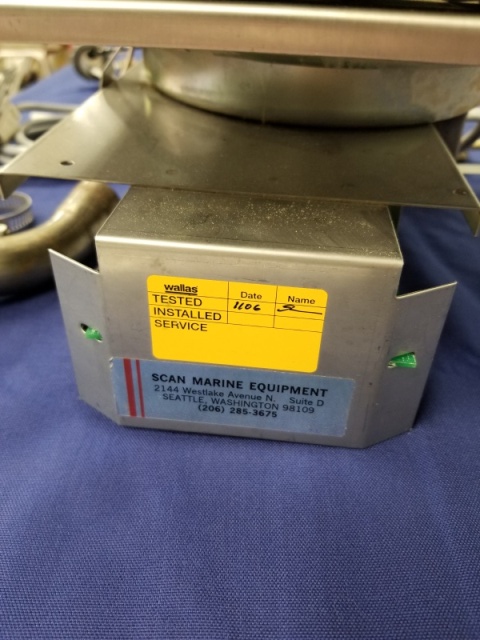 wallas Date Name
TESTED 1106
INSTALLED
SERVICE
SCAN MARINE EQUIPMENT
2144 Westlake Avenue N. Suite D
SEATTLE, WASHINGTON 98109
(206) 285-3675